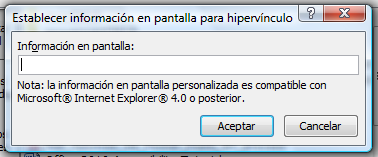 Establecer información en pantalla para hipervínculo
Información en pantalla:
Nota: la información en pantalla personalizada es compatible con
Microsoft® Internet Explorer® 4.0 o posterior.
Aceptar
Cancelar